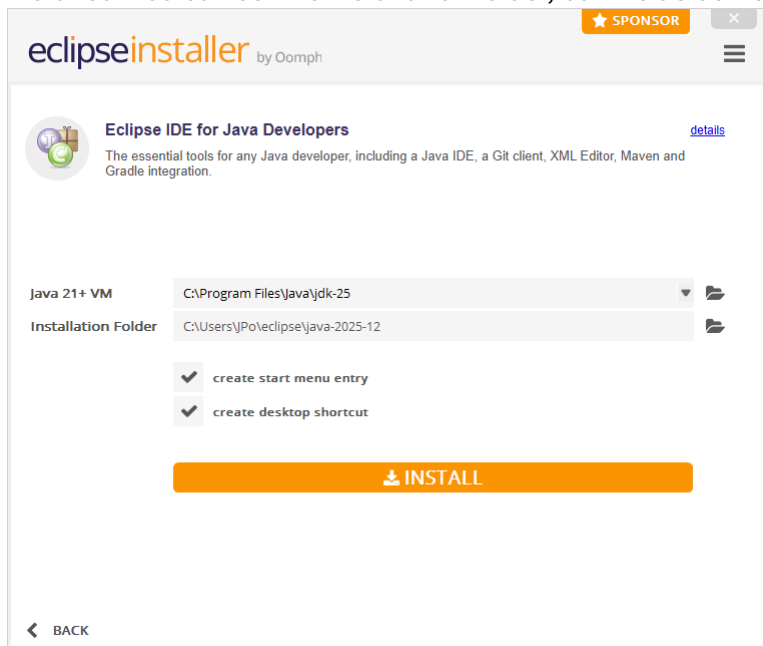 SPONSOR
eclipseinstaller by Oomph
Eclipse IDE for Java Developers
details
The essential tools for any Java developer, including a Java IDE, a Git client, XML Editor, Maven and
Gradle integration.
Java 21+ VM
C:\Program Files\Java\jdk-25
Installation Folder
C:\Users\JPo\eclipse\java-2025-12
create start menu entry
create desktop shortcut
INSTALL
BACK